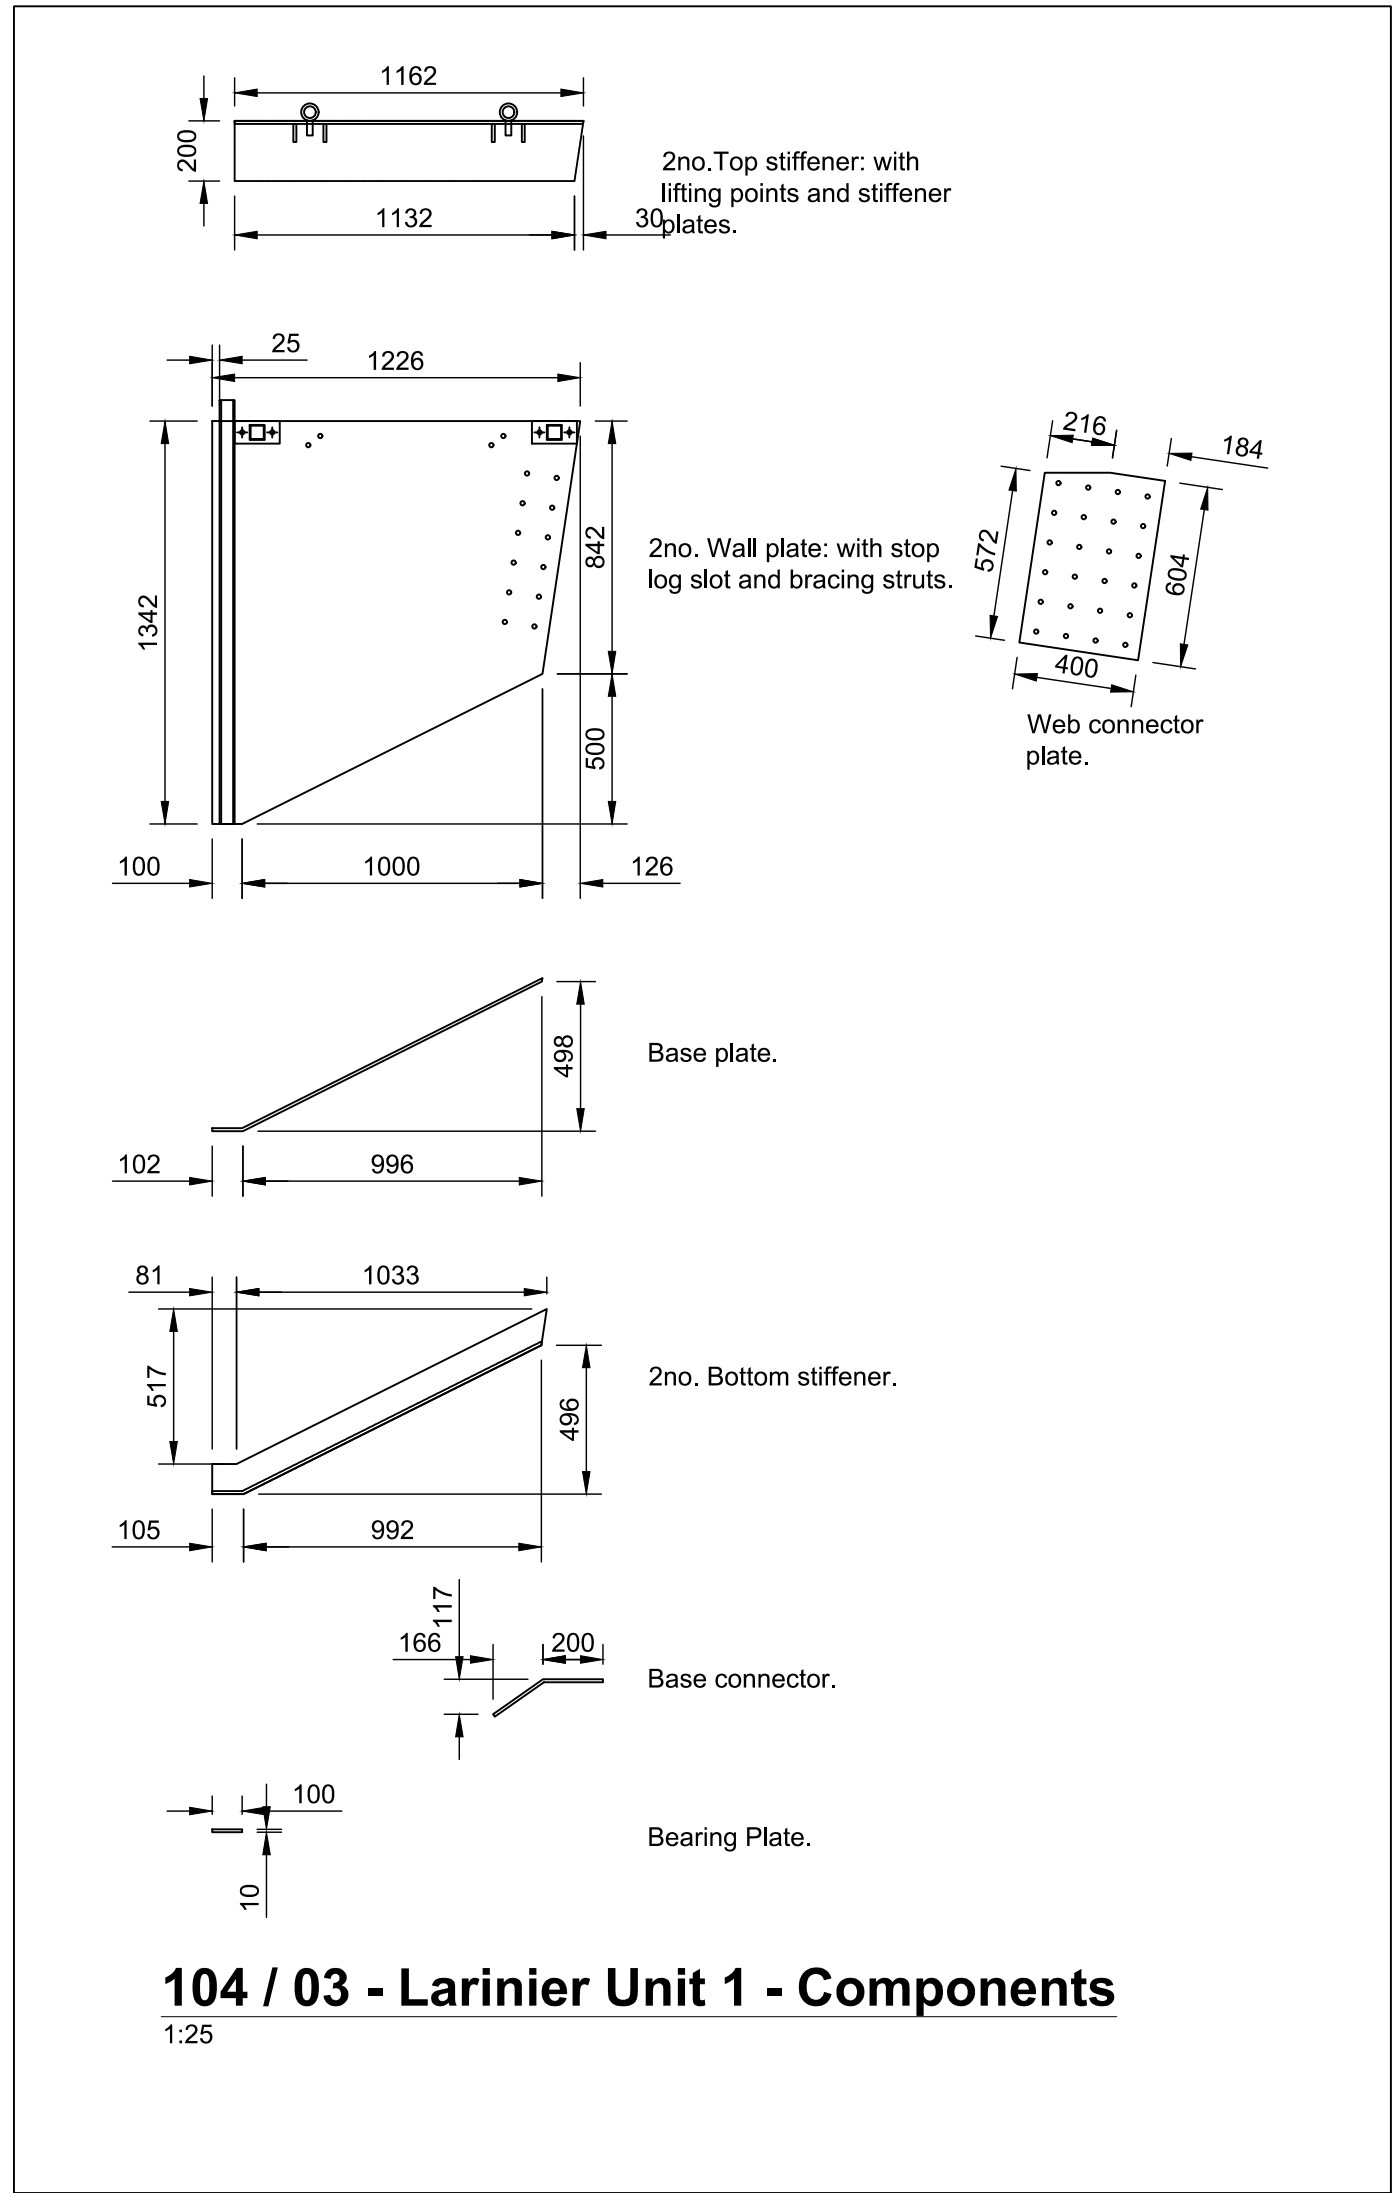 1162
200
2no.Top stiffener: with
lifting points and stiffener
plates.
1132
30
25
1226
216
184
842
572
604
2no. Wall plate: with stop
log slot and bracing struts.
1342
400
500
Web connector
plate.
100
1000
126
498
Base plate.
102
996
81
1033
517
2no. Bottom stiffener.
496
105
992
117
166
200
Base connector.
100
Bearing Plate.
10
104 / 03 - Larinier Unit 1 - Components
1:25